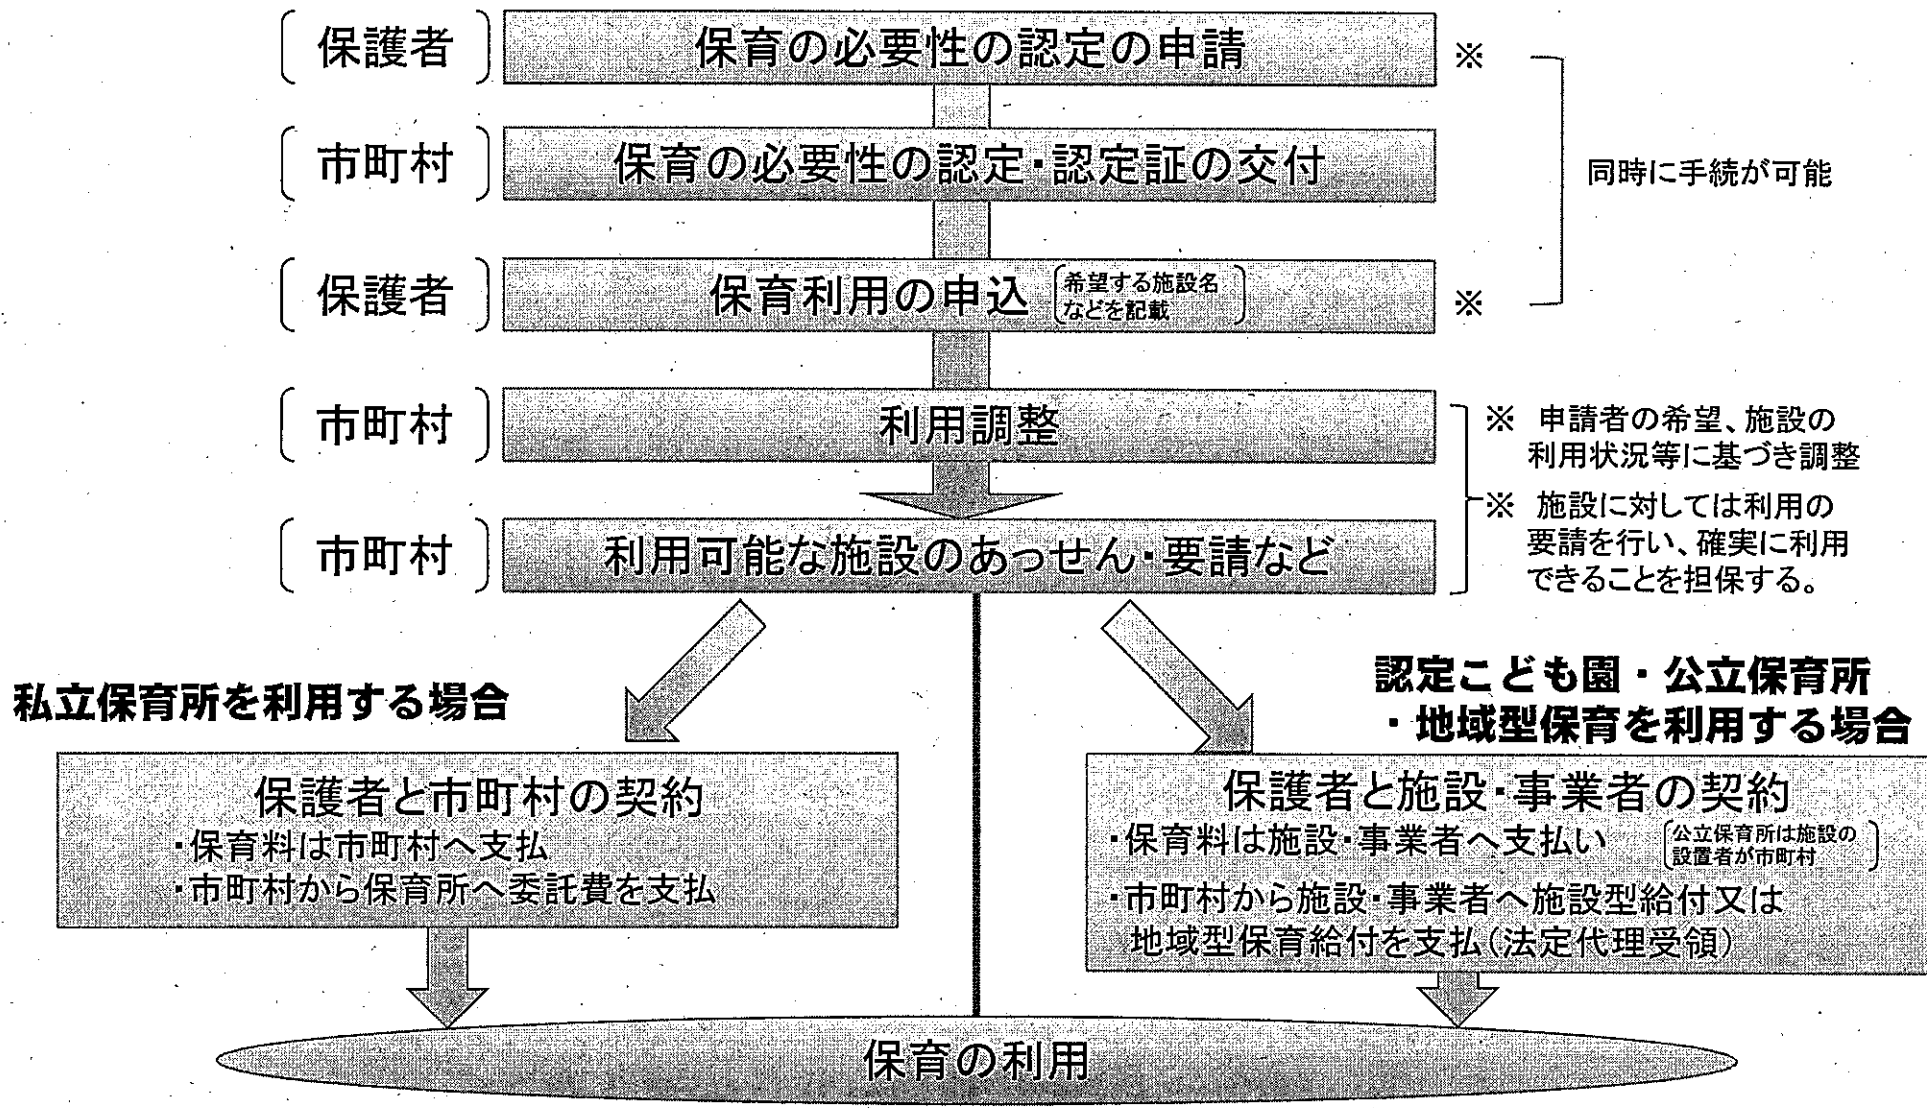 保護者 保育の必要性の認定の申請 ※
市町村 保育の必要性の認定・認定証の交付
同時に手続が可能
保護者 保育利用の申込 希望する施設名
などを記載
※
市町村 利用調整
※ 申請者の希望、施設の
利用状況等に基づき調整
市町村 利用可能な施設のあっせん・要請など
※ 施設に対しては利用の
要請を行い、確実に利用
できることを担保する。
私立保育所を利用する場合
保護者と市町村の契約
・保育料は市町村へ支払
・市町村から保育所へ委託費を支払
認定こども園・公立保育所
・地域型保育を利用する場合
保護者と施設・事業者の契約
・保育料は施設・事業者へ支払い
公立保育所は施設の
設置者が市町村
・市町村から施設・事業者へ施設型給付又は
地域型保育給付を支払(法定代理受領)
保育の利用